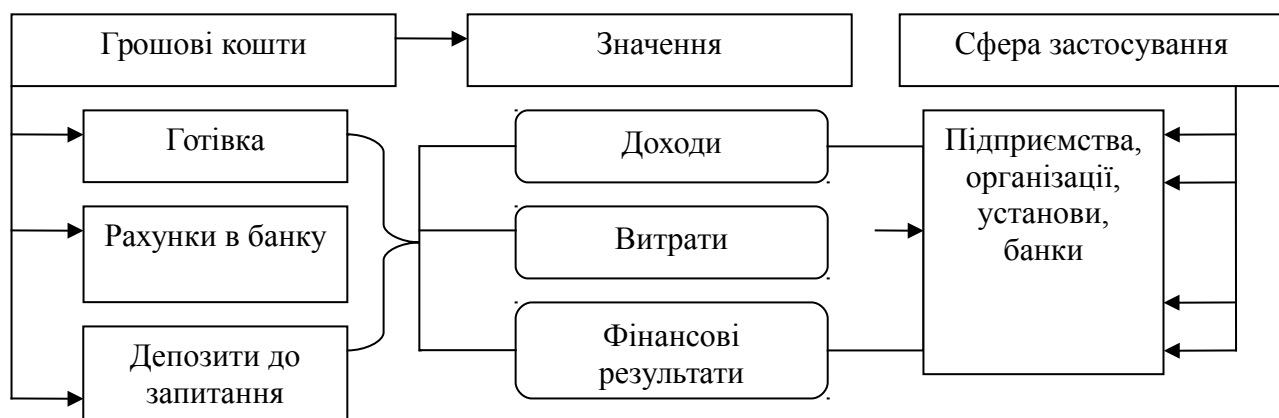 Грошові кошти
Значення
Сфера застосування
Готівка
Рахунки в банку
Депозити до
запитання
Доходи
Витрати
Фінансові
результати
Підприємства,
організації,
установи,
банки